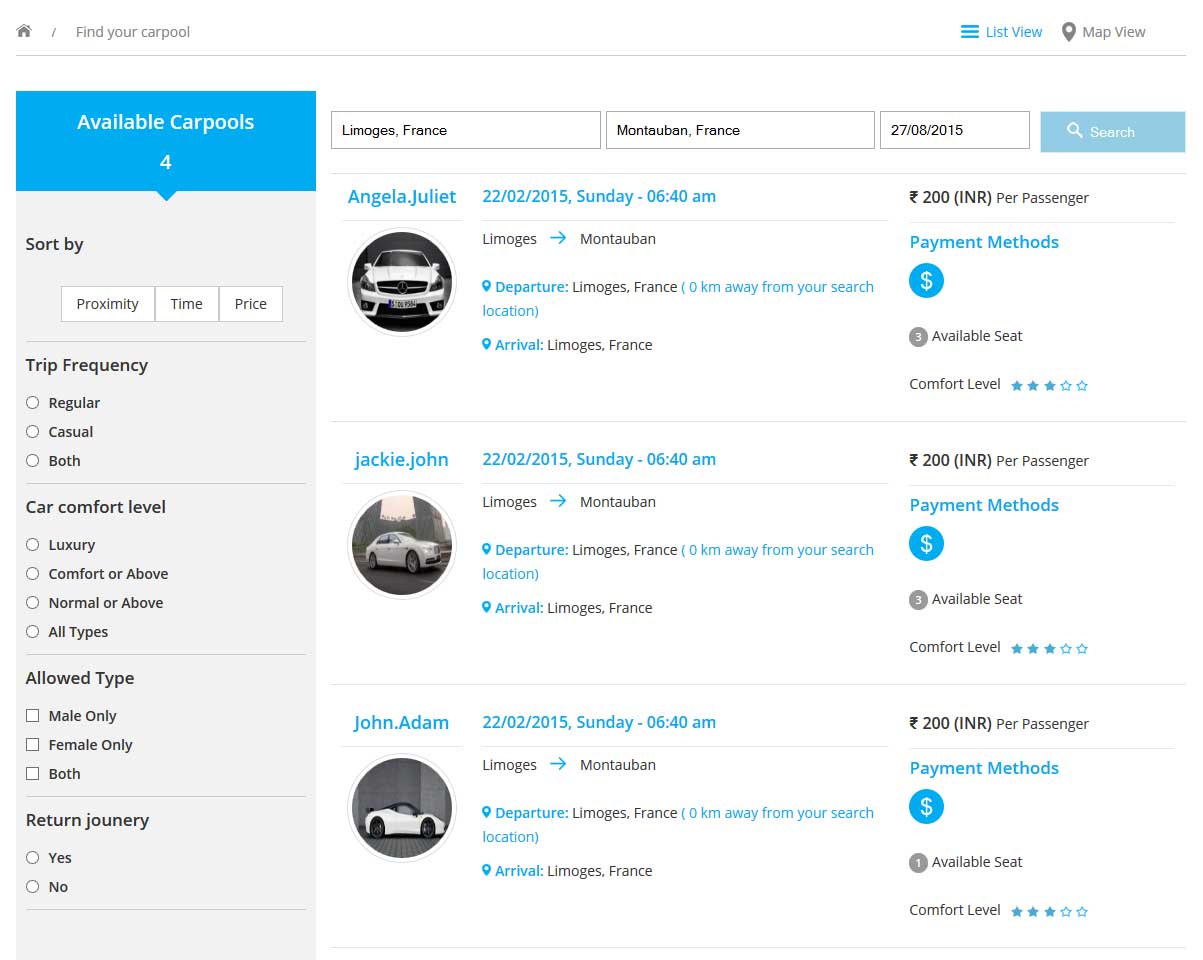 / Find your carpool
List View
Map View
Available Carpools
4
Sort by
Proximity
Time
Price
Trip Frequency
Regular
Casual
Both
Car comfort level
Luxury
Comfort or Above
Normal or Above
All Types
Allowed Type
Male Only
Female Only
Both
Return jounery
Yes
No
Limoges, France
Montauban, France
27/08/2015
Search
Angela.Juliet
22/02/2015, Sunday - 06:40 am
Limoges → Montauban
Departure: Limoges, France ( 0 km away from your search
location)
Arrival: Limoges, France
₹ 200 (INR) Per Passenger
Payment Methods
$
3 Available Seat
Comfort Level
jackie.john
22/02/2015, Sunday - 06:40 am
Limoges → Montauban
Departure: Limoges, France ( 0 km away from your search
location)
Arrival: Limoges, France
₹ 200 (INR) Per Passenger
Payment Methods
$
3 Available Seat
Comfort Level
John.Adam
22/02/2015, Sunday - 06:40 am
Limoges → Montauban
Departure: Limoges, France ( 0 km away from your search
location)
Arrival: Limoges, France
₹ 200 (INR) Per Passenger
Payment Methods
$
1 Available Seat
Comfort Level